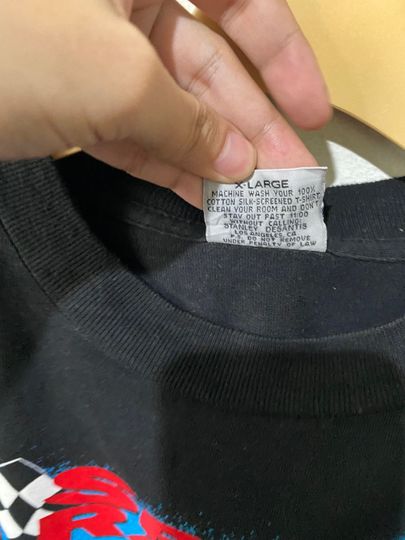 X-LARGE
MACHINE WASH YOUR 100%
COTTON SILK-SCREENED T-SHIRT
CLEAN YOUR ROOM AND DON'T
STAY OUT PAST 11:00
WITHOUT CALLING:
STANLEY DESANTIS
LOS ANGELES, CA
P.S. DO NOT REMOVE
UNDER PENALTY OF LAW